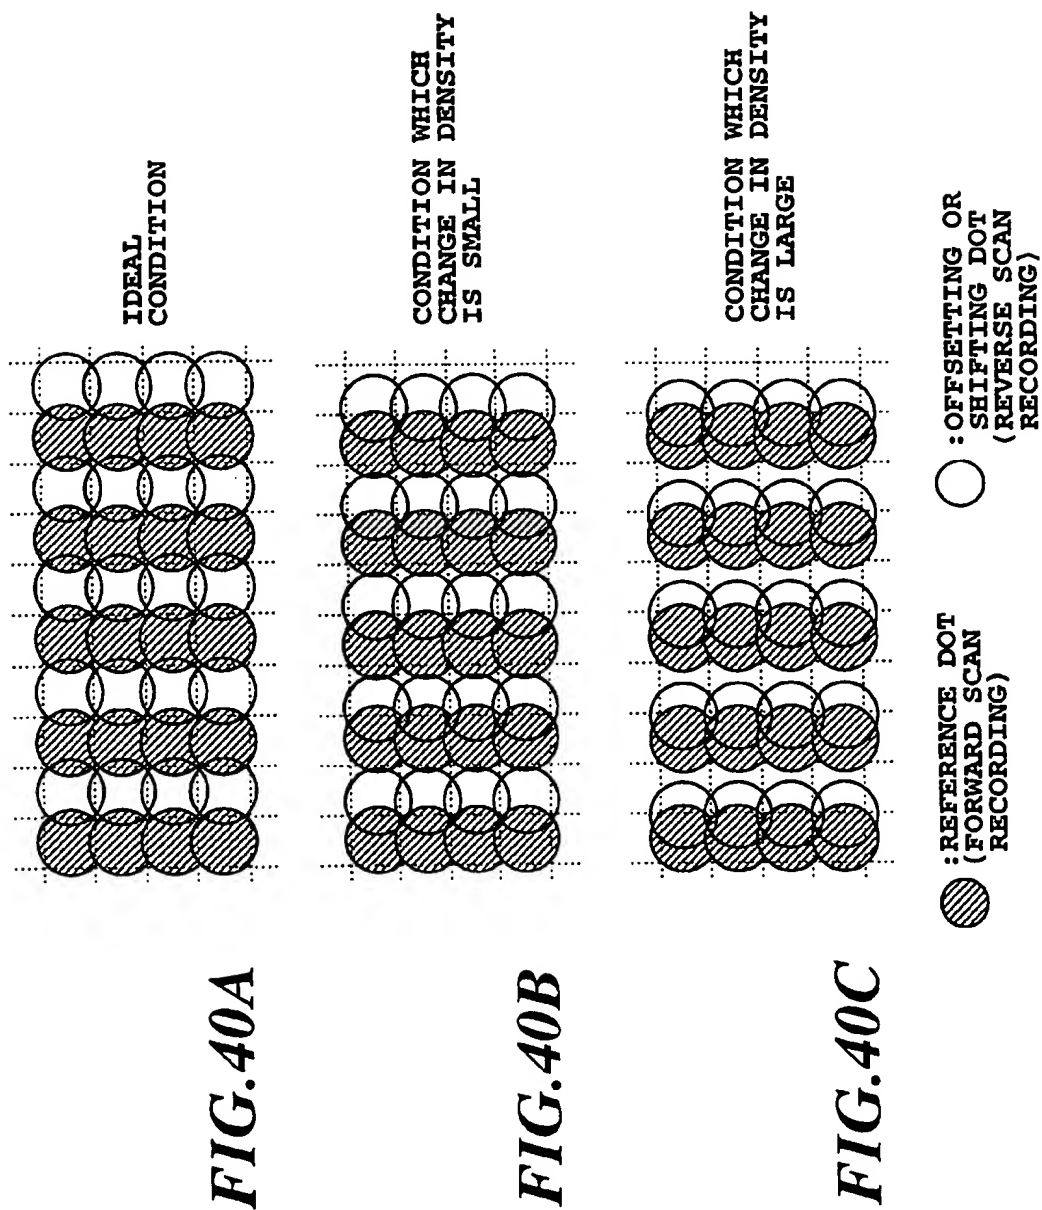 FIG.40A
IDEAL
CONDITION
FIG.40B
CONDITION WHICH
CHANGE IN DENSITY
IS SMALL
FIG.40C
CONDITION WHICH
CHANGE IN DENSITY
IS LARGE
:REFERENCE DOT
(FORWARD SCAN
RECORDING)
:OFFSETTING OR
SHIFTING DOT
(REVERSE SCAN
RECORDING)